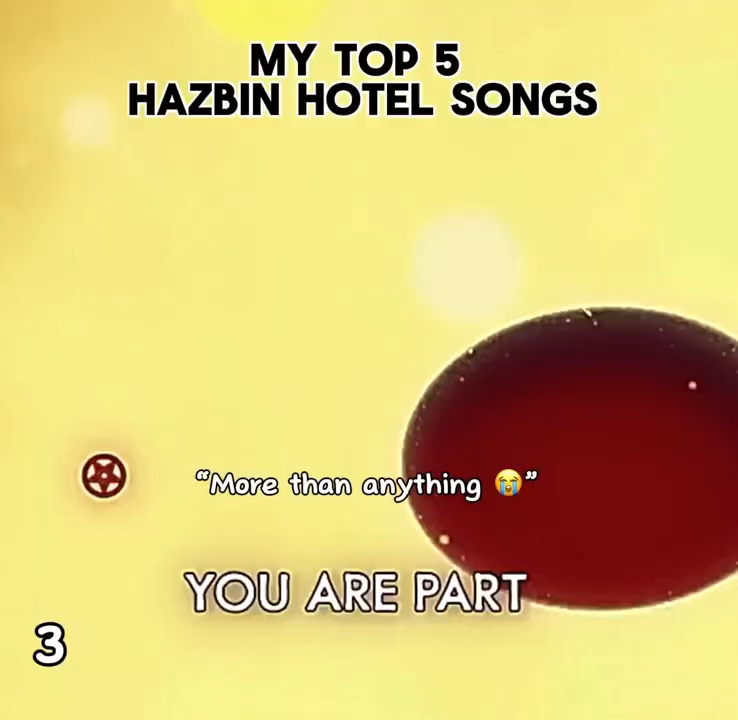 MY TOP 5
HAZBIN HOTEL SONGS
“More than anything 😭”
YOU ARE PART
3